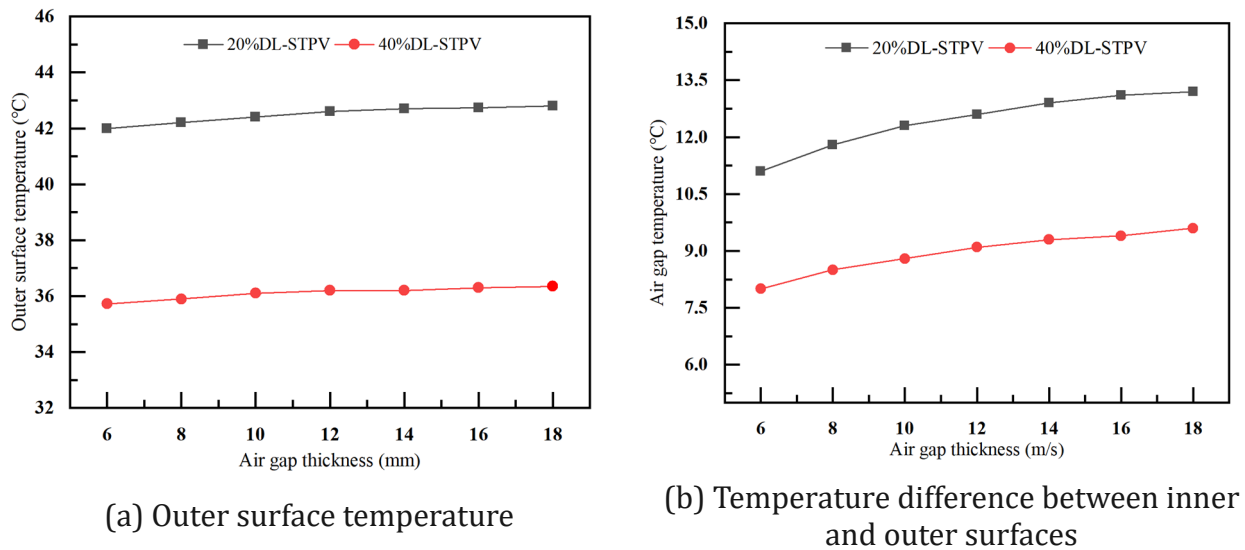 46
44
42
40
38
36
34
32
Outer surface temperature (°C)
20%DL-STPV
40%DL-STPV
6 8 10 12 14 16 18
Air gap thickness (mm)
(a) Outer surface temperature
15.0
13.5
12.0
10.5
9.0
7.5
6.0
Air gap temperature (°C)
20%DL-STPV
40%DL-STPV
6 8 10 12 14 16 18
Air gap thickness (m/s)
(b) Temperature difference between inner
and outer surfaces